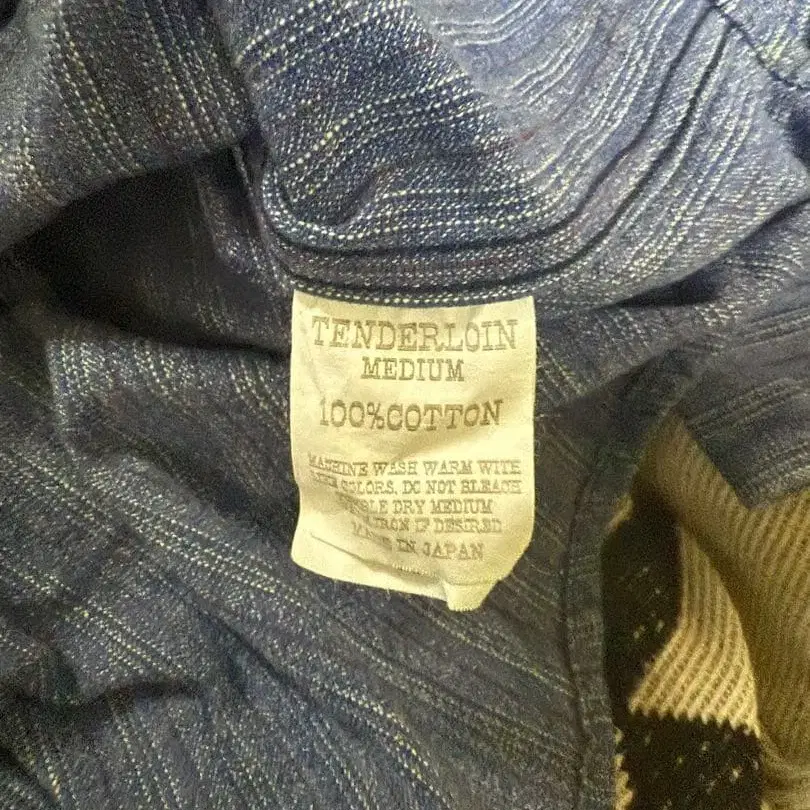 TENDERLOIN
MEDIUM
100%COTTON
MACHINE WASH WARM WITH
COLORS. DO NOT BLEACH
DRY MEDIUM
IRON IF DESIRED
MADE IN JAPAN